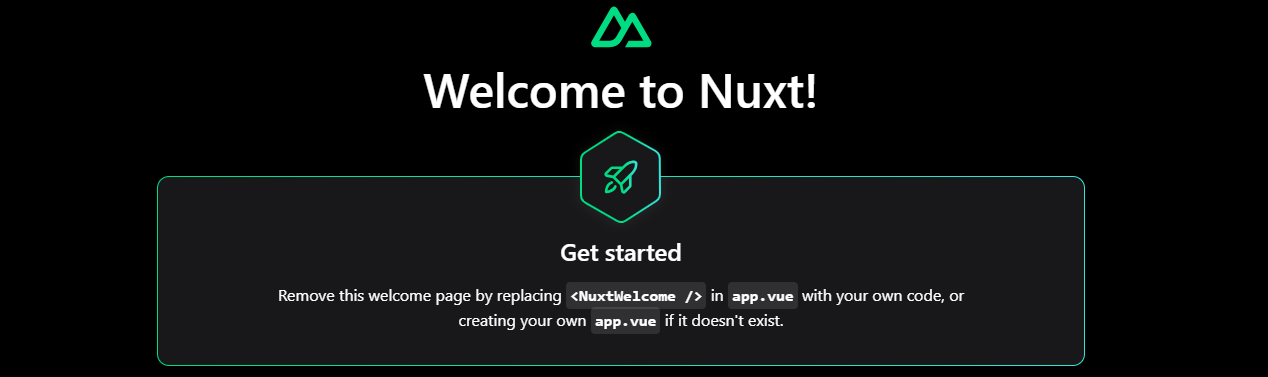 Welcome to Nuxt!
Get started
Remove this welcome page by replacing <NuxtWelcome /> in app.vue with your own code, or
creating your own app.vue if it doesn't exist.